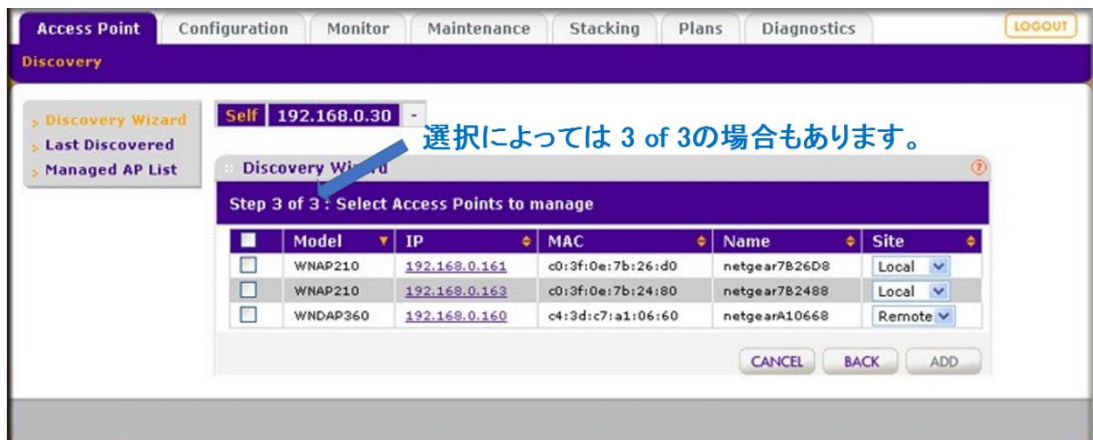 Access Point Configuration Monitor Maintenance Stacking Plans Diagnostics LOGOUT
Discovery
Discovery Wizard
Last Discovered
Managed AP List
Self 192.168.0.30 -
選択によっては 3 of 3の場合もあります。
Discovery Wizard
Step 3 of 3 : Select Access Points to manage
Model IP MAC Name Site
WNAP210 192.168.0.161 c0:3f:0e:7b:26:d0 netgear7B26D8 Local
WNAP210 192.168.0.163 c0:3f:0e:7b:24:80 netgear7B2488 Local
WNDAP360 192.168.0.160 c4:3d:c7:a1:06:60 netgearA10668 Remote
CANCEL BACK ADD